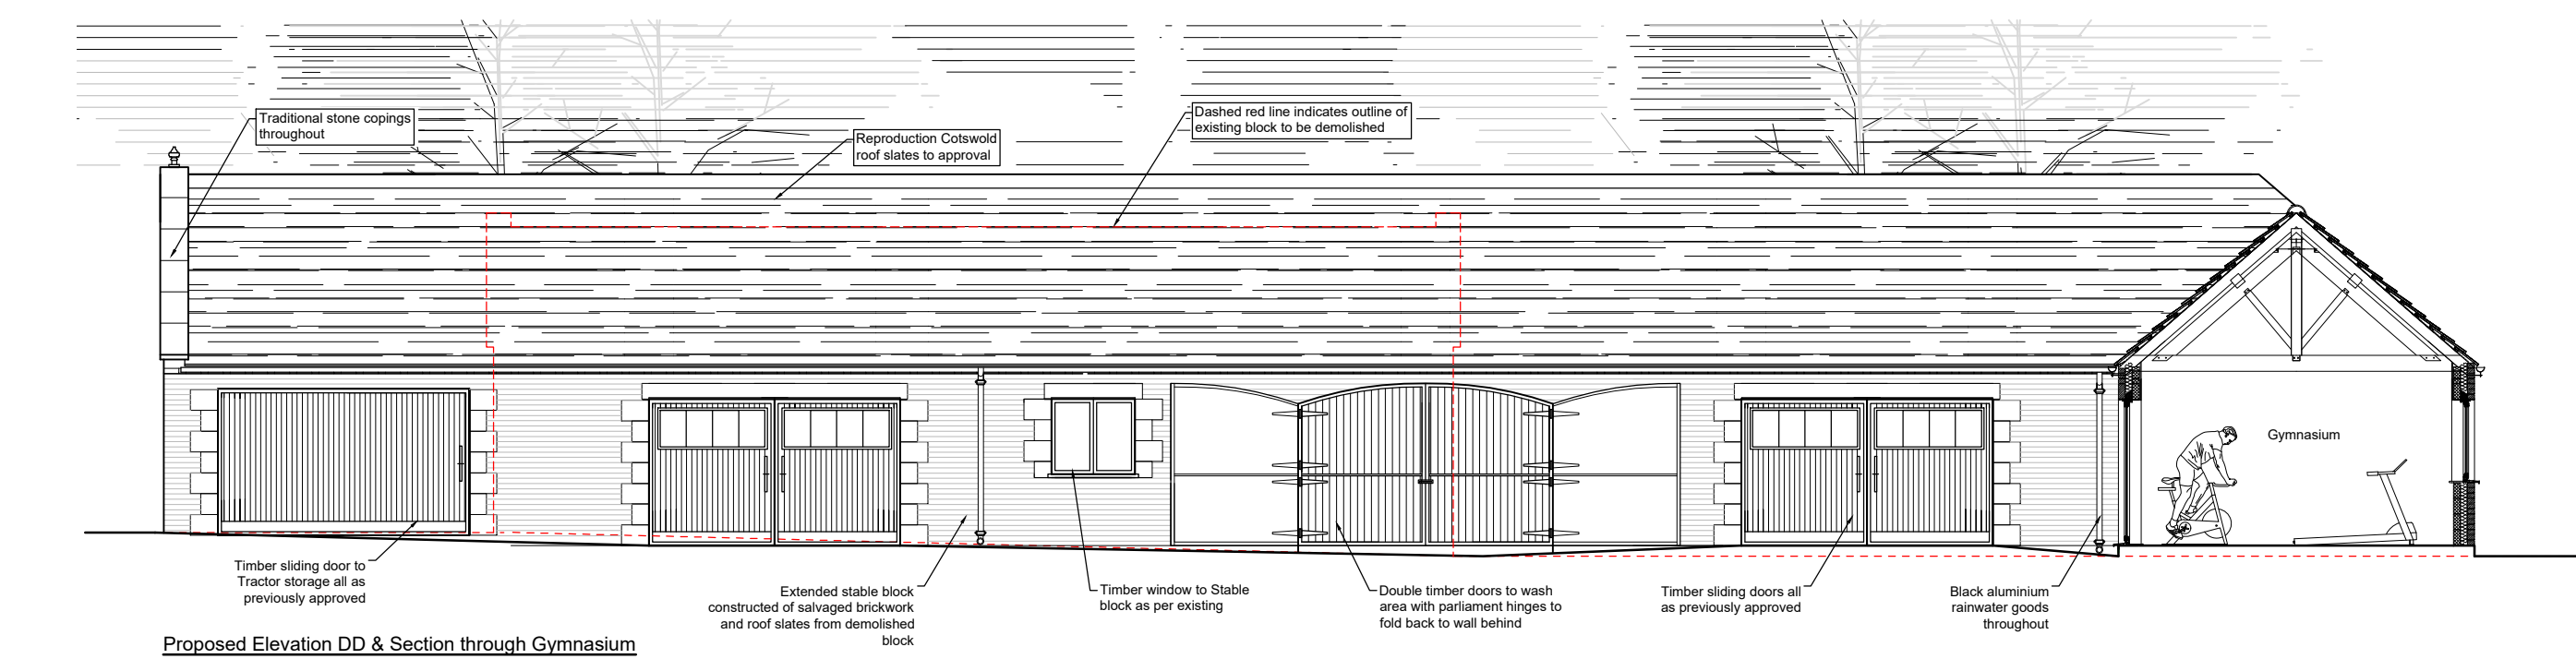 Traditional stone copings
throughout
Reproduction Cotswold
roof slates to approval
Dashed red line indicates outline of
existing block to be demolished
Gymnasium
Timber sliding door to
Tractor storage all as
previously approved
Extended stable block
constructed of salvaged brickwork
and roof slates from demolished
block
Timber window to Stable
block as per existing
Double timber doors to wash
area with parliament hinges to
fold back to wall behind
Timber sliding doors all
as previously approved
Black aluminium
rainwater goods
throughout
Proposed Elevation DD & Section through Gymnasium